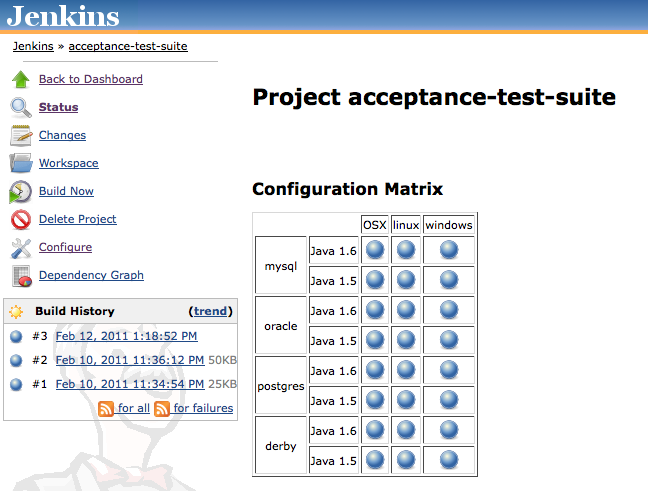 Jenkins
Jenkins » acceptance-test-suite
Back to Dashboard
Status
Changes
Workspace
Build Now
Delete Project
Configure
Dependency Graph
Build History (trend)
#3 Feb 12, 2011 1:18:52 PM
#2 Feb 10, 2011 11:36:12 PM 50KB
#1 Feb 10, 2011 11:34:54 PM 25KB
for all for failures
Project acceptance-test-suite
Configuration Matrix
OSX linux windows
mysql
Java 1.6
Java 1.5
oracle
Java 1.6
Java 1.5
postgres
Java 1.6
Java 1.5
derby
Java 1.6
Java 1.5